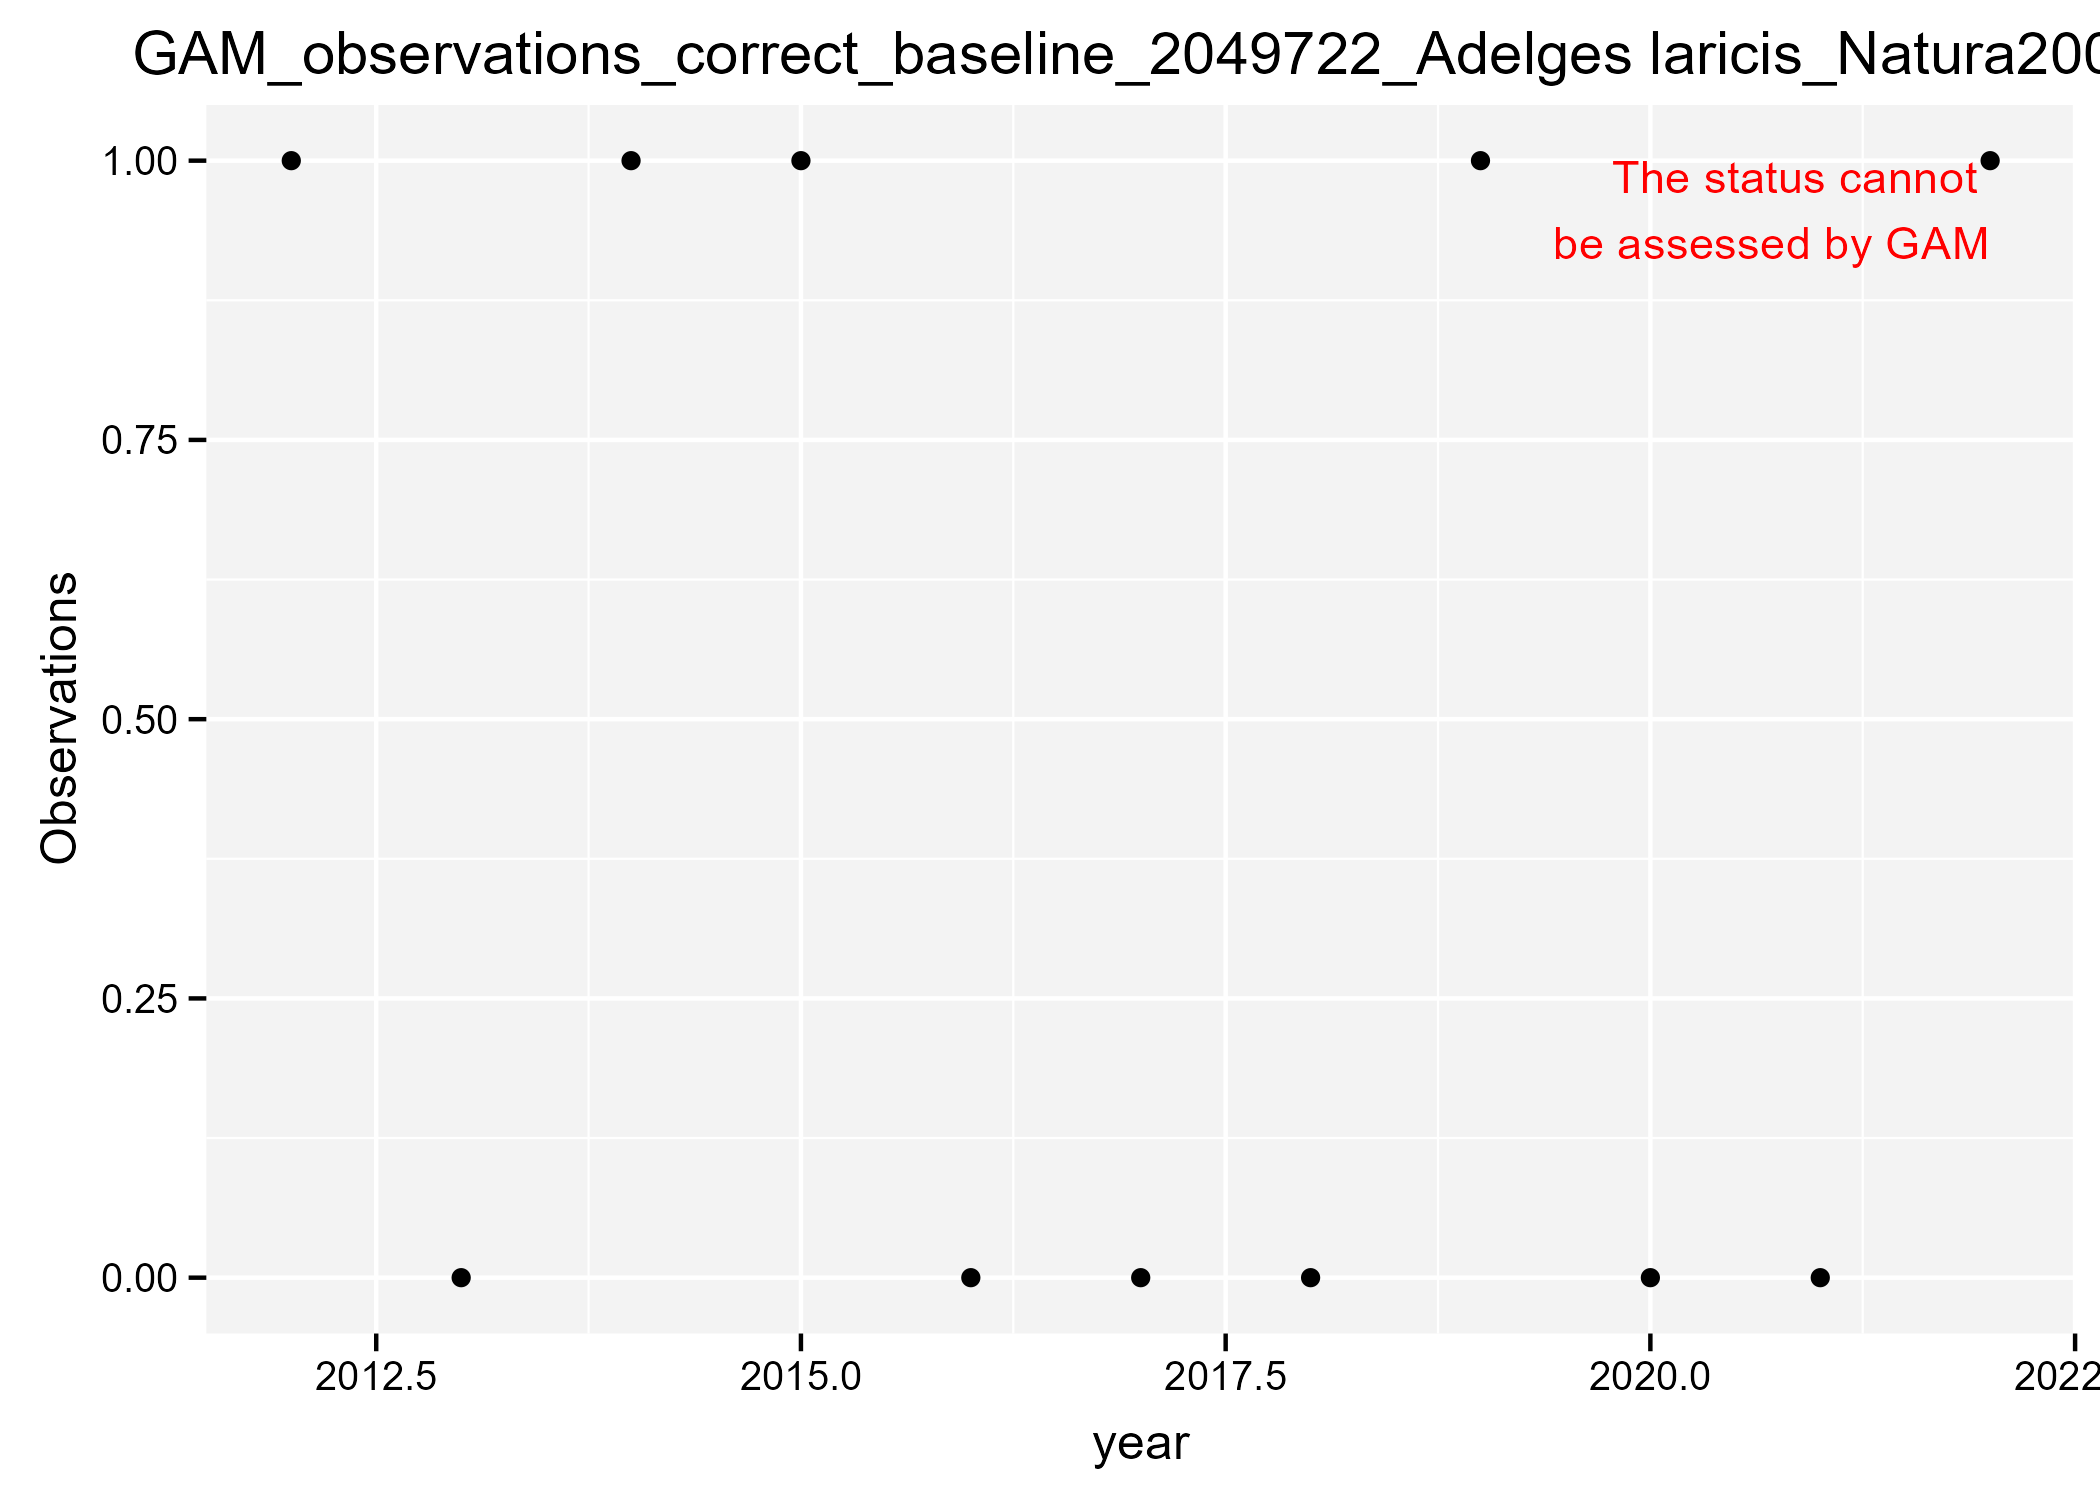 GAM_observations_correct_baseline_2049722_Adelges laricis_Natura200
1.00
The status cannot
be assessed by GAM
0.75
Observations
0.50
0.25
0.00
2012.5 2015.0 2017.5 2020.0 2022
year